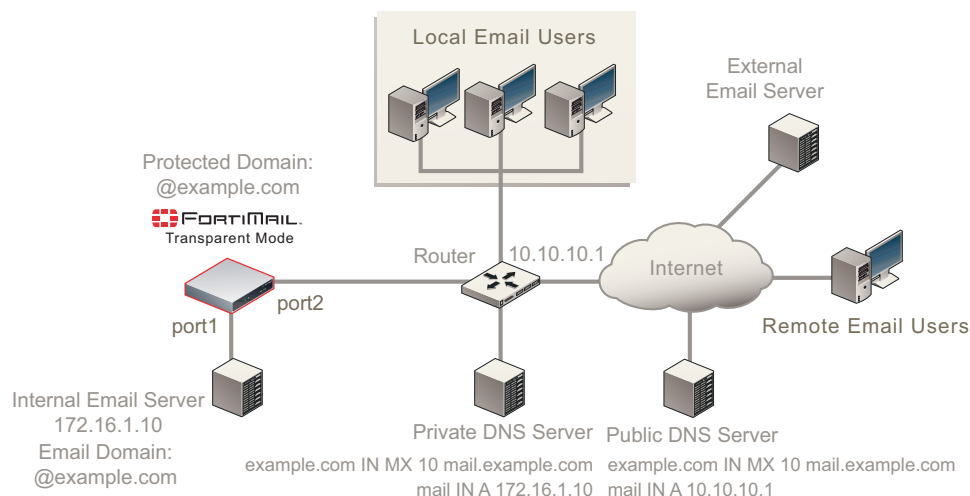 Local Email Users
External
Email Server
Protected Domain:
@example.com
FORTIMAIL
Transparent Mode
Router
10.10.10.1
Internet
port2
port1
Remote Email Users
Internal Email Server
172.16.1.10
Email Domain:
@example.com
Private DNS Server
example.com IN MX 10 mail.example.com
mail IN A 172.16.1.10
Public DNS Server
example.com IN MX 10 mail.example.com
mail IN A 10.10.10.1